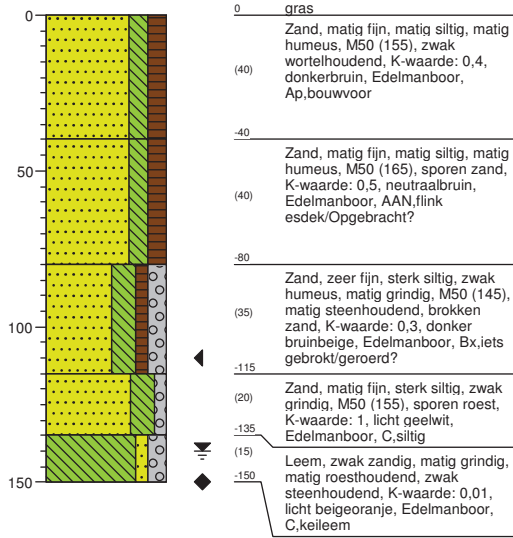 0
50
100
150
0
gras
(40)
Zand, matig fijn, matig siltig, matig
humeus, M50 (155), zwak
wortelhoudend, K-waarde: 0,4,
donkerbruin, Edelmanboor,
Ap,bouwvoor
-40
(40)
Zand, matig fijn, matig siltig, matig
humeus, M50 (165), sporen zand,
K-waarde: 0,5, neutraalbruin,
Edelmanboor, AAN,flink
esdek/Opgebracht?
-80
(35)
Zand, zeer fijn, sterk siltig, zwak
humeus, matig grindig, M50 (145),
matig steenhoudend, brokken
zand, K-waarde: 0,3, donker
bruinbeige, Edelmanboor, Bx,iets
gebrokt/geroerd?
-115
(20)
Zand, matig fijn, sterk siltig, zwak
grindig, M50 (155), sporen roest,
K-waarde: 1, licht geelwit,
Edelmanboor, C,siltig
-135
(15)
Leem, zwak zandig, matig grindig,
matig roesthoudend, zwak
steenhoudend, K-waarde: 0,01,
licht beigeoranje, Edelmanboor,
C,keileem
-150